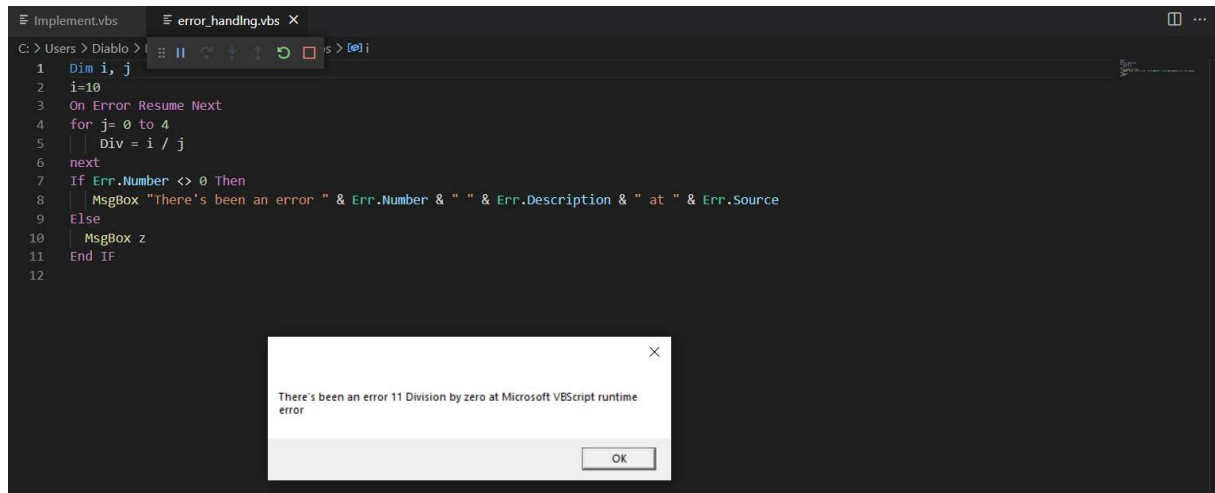 Implement.vbs error_handlng.vbs
C: > Users > Diablo > s > i
1 Dim i, j
2 i=10
3 On Error Resume Next
4 for j= 0 to 4
5 Div = i / j
6 next
7 If Err.Number <> 0 Then
8 MsgBox "There's been an error " & Err.Number & " " & Err.Description & " at " & Err.Source
9 Else
10 MsgBox z
11 End IF
12
There's been an error 11 Division by zero at Microsoft VBScript runtime
error
OK